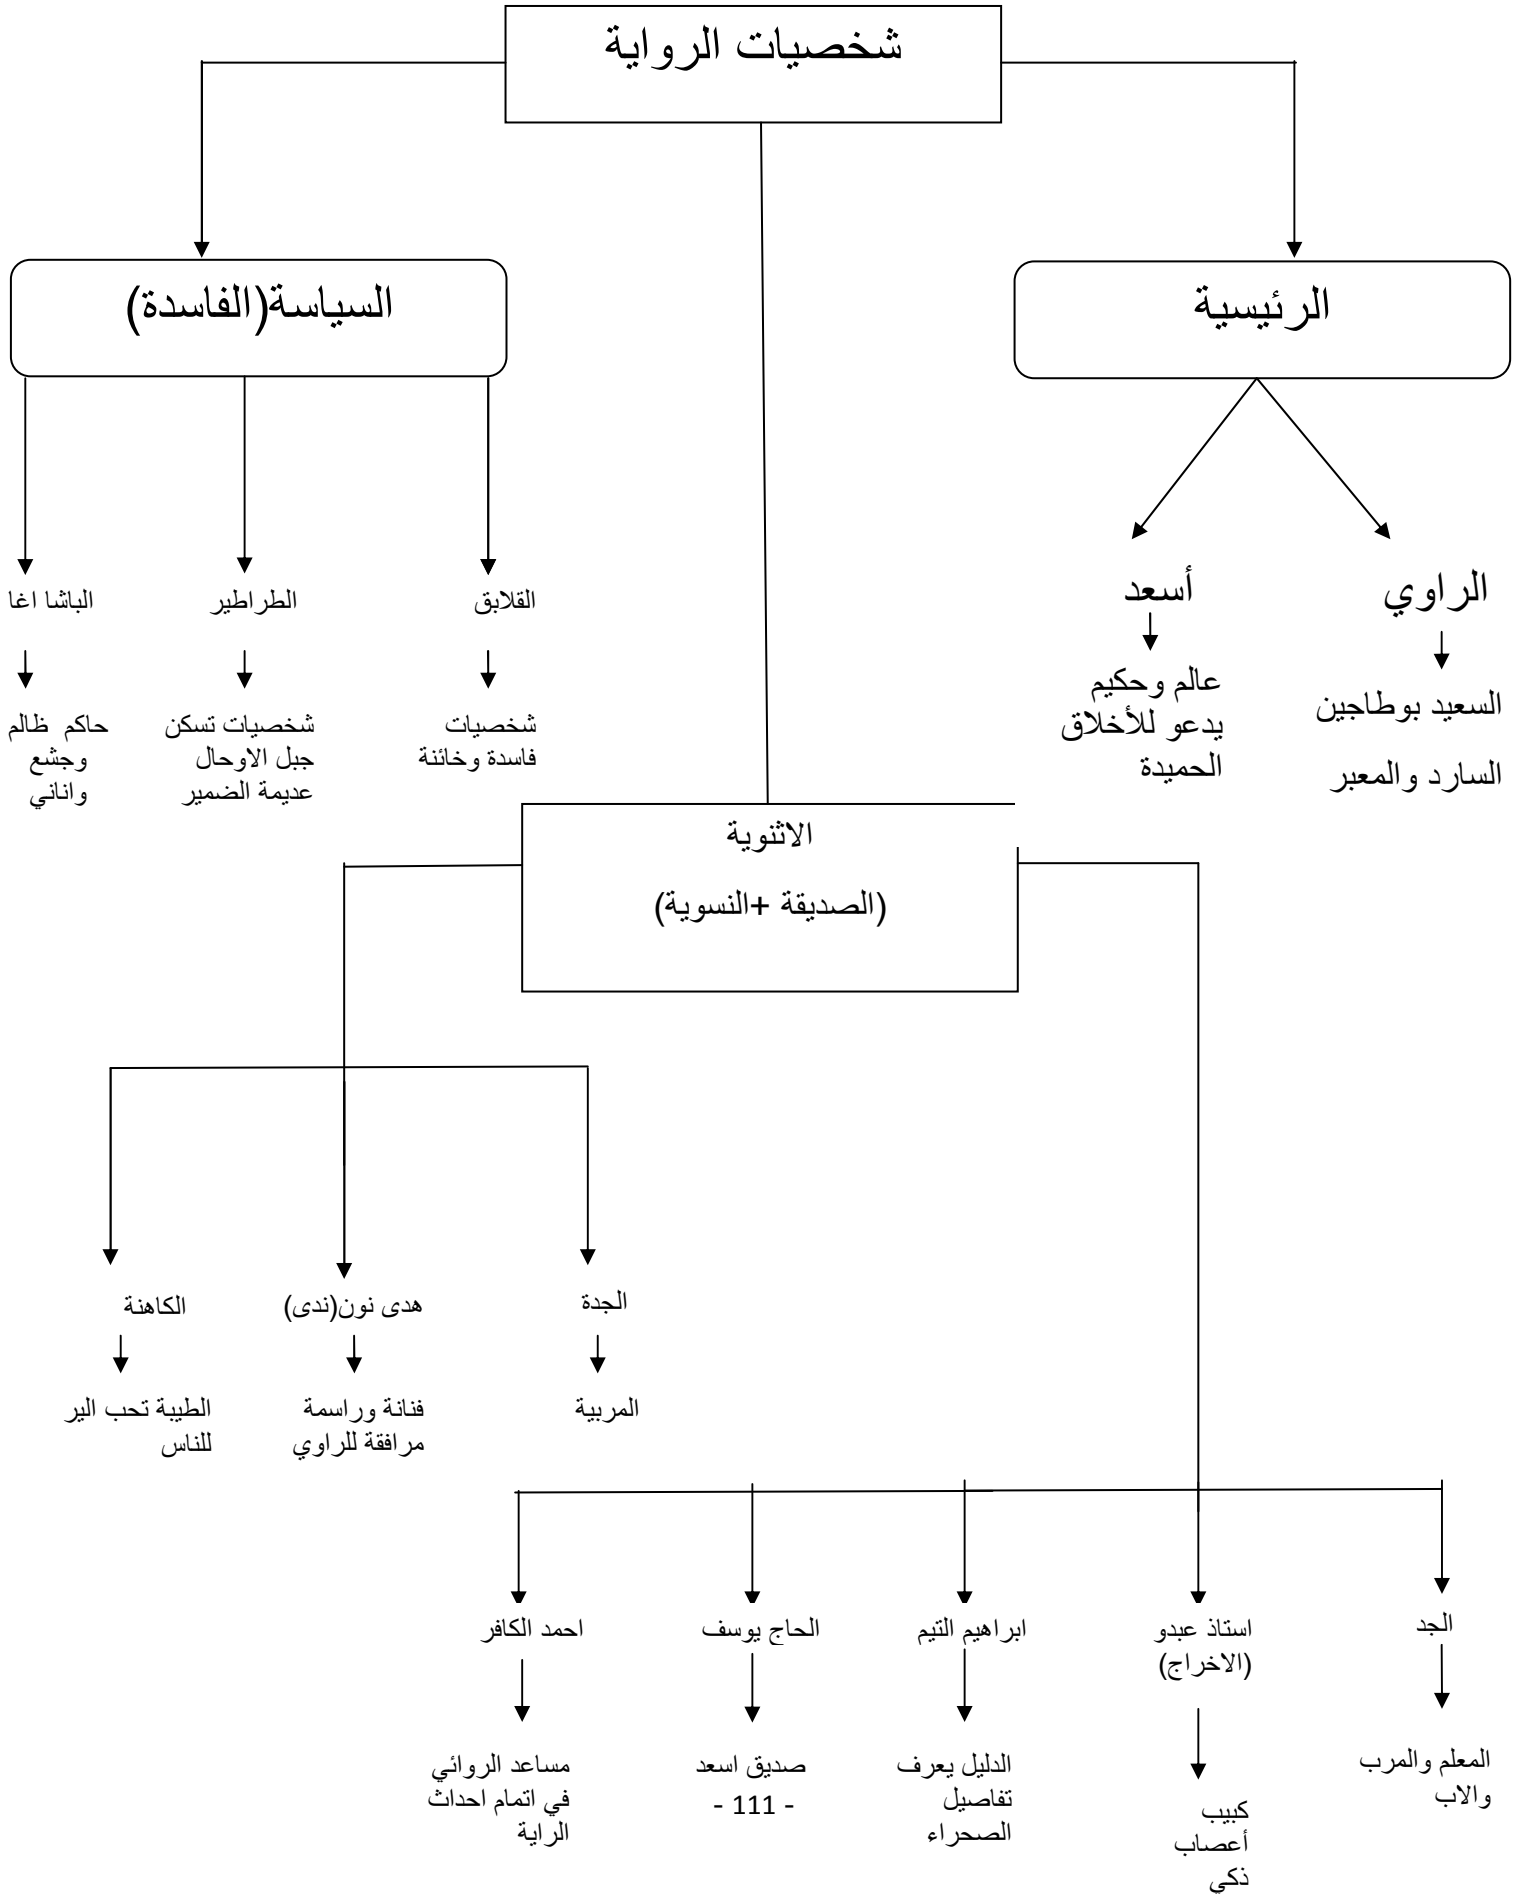 شخصيات الرواية
الرئيسية
السياسة(الفاسدة)
الراوي
السعيد بوطاجين
السارد والمعبر
أسعد
عالم وحكيم
يدعو للأخلاق
الحميدة
القلابق
شخصيات
فاسدة وخائنة
الطراطير
شخصيات تسكن
جبل الاوحال
عديمة الضمير
الباشا اغا
حاكم ظالم
وجشع
واناني
الاثنوية
(الصديقة +النسوية)
الجدة
المربية
هدى نون(ندى)
فنانة وراسمة
مرافقة للراوي
الكاهنة
الطيبة تحب الير
للناس
الجد
المعلم والمرب
والاب
استاذ عبدو
(الاخراج)
كبيب
أعصاب
ذكي
ابراهيم التيم
الدليل يعرف
تفاصيل
الصحراء
الحاج يوسف
صديق اسعد
احمد الكافر
مساعد الروائي
في اتمام احداث
الراية
- 111 -